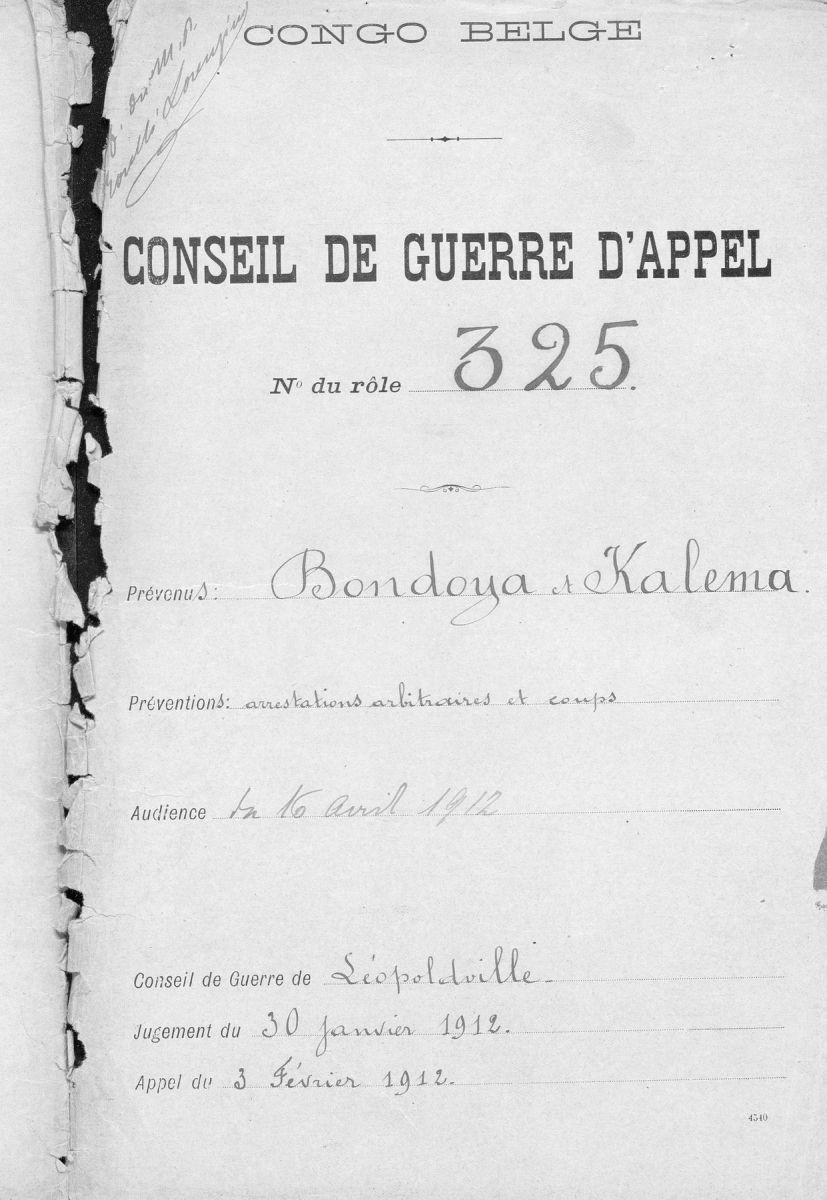 du M. P.
CONGO BELGE
CONSEIL DE GUERRE D'APPEL
Nº du rôle 325.
Prévenus: Bondoya et Kalema.
Préventions: arrestations arbitraires et coups
Audience du 16 avril 1912
Conseil de Guerre de Léopoldville
Jugement du 30 janvier 1912.
Appel du 3 Février 1912.
4540